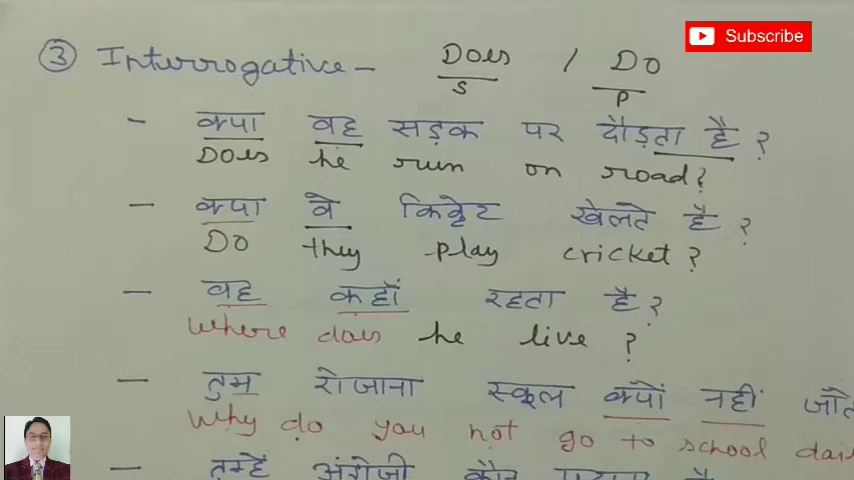 Subscribe
③ Interrogative - Does / Do
S P
- क्या वह सड़क पर दौड़ता है ?
Does he run on road?
- क्या वे क्रिकेट खेलते है ?
Do they play cricket?
- वह कहाँ रहता है?
Where does he live ?
- तुम रोजाना स्कूल क्यों नहीं जाते
Why do you not go to school
- तुम्हें अंग्रेजी कौन